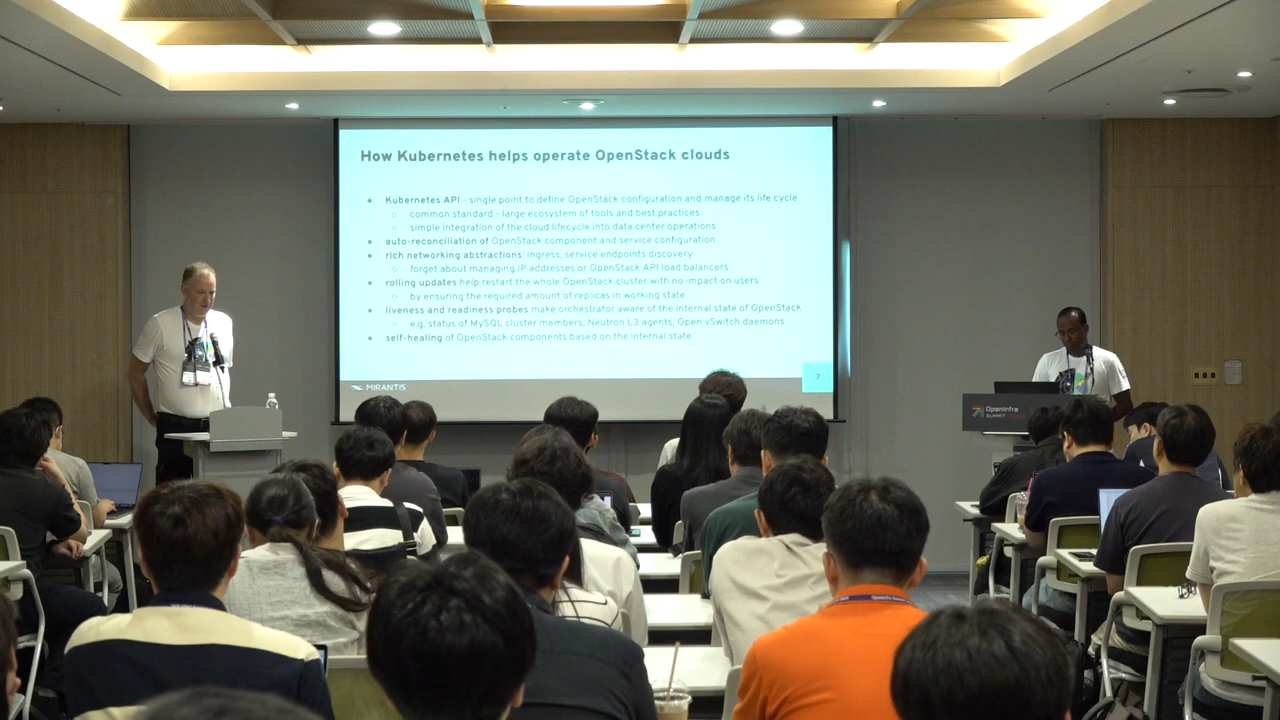 How Kubernetes helps operate OpenStack clouds
● Kubernetes API - single point to define OpenStack configuration and manage its life cycle
○ common standard - large ecosystem of tools and best practices
○ simple integration of the cloud lifecycle into data center operations
● auto-reconciliation of OpenStack component and service configuration
● rich networking abstractions: ingress, service endpoints discovery
○ forget about managing IP addresses or OpenStack API load balancers
● rolling updates help restart the whole OpenStack cluster with no impact on users
○ by ensuring the required amount of replicas in working state
● liveness and readiness probes make orchestrator aware of the internal state of OpenStack
○ e.g. status of MySQL cluster members; Neutron L3 agents, Open vSwitch daemons
● self-healing of OpenStack components based on the internal state
MIRANTIS
7
OpenInfra
SUMMIT